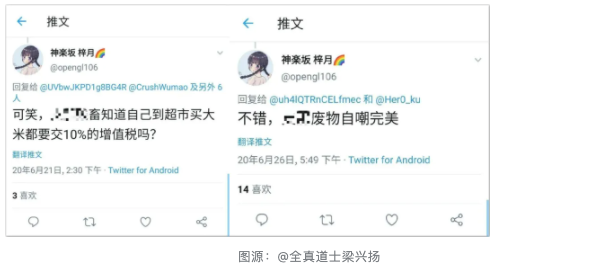 推文
神楽坂 梓月🌈
@opengl106
回复给 @UVbwJKPD1g8BG4R @CrushWumao 及另外 6
人
可笑，畜知道自己到超市买大
米都要交10%的增值税吗？
翻译推文
20年6月21日, 2:30 下午 · Twitter for Android
3 喜欢
推文
神楽坂 梓月🌈
@opengl106
回复给 @uh4lQTRnCELfmec 和 @Her0_ku
不错，废物自嘲完美
翻译推文
20年6月26日, 5:49 下午 · Twitter for Android
14 喜欢
图源：@全真道士梁兴扬